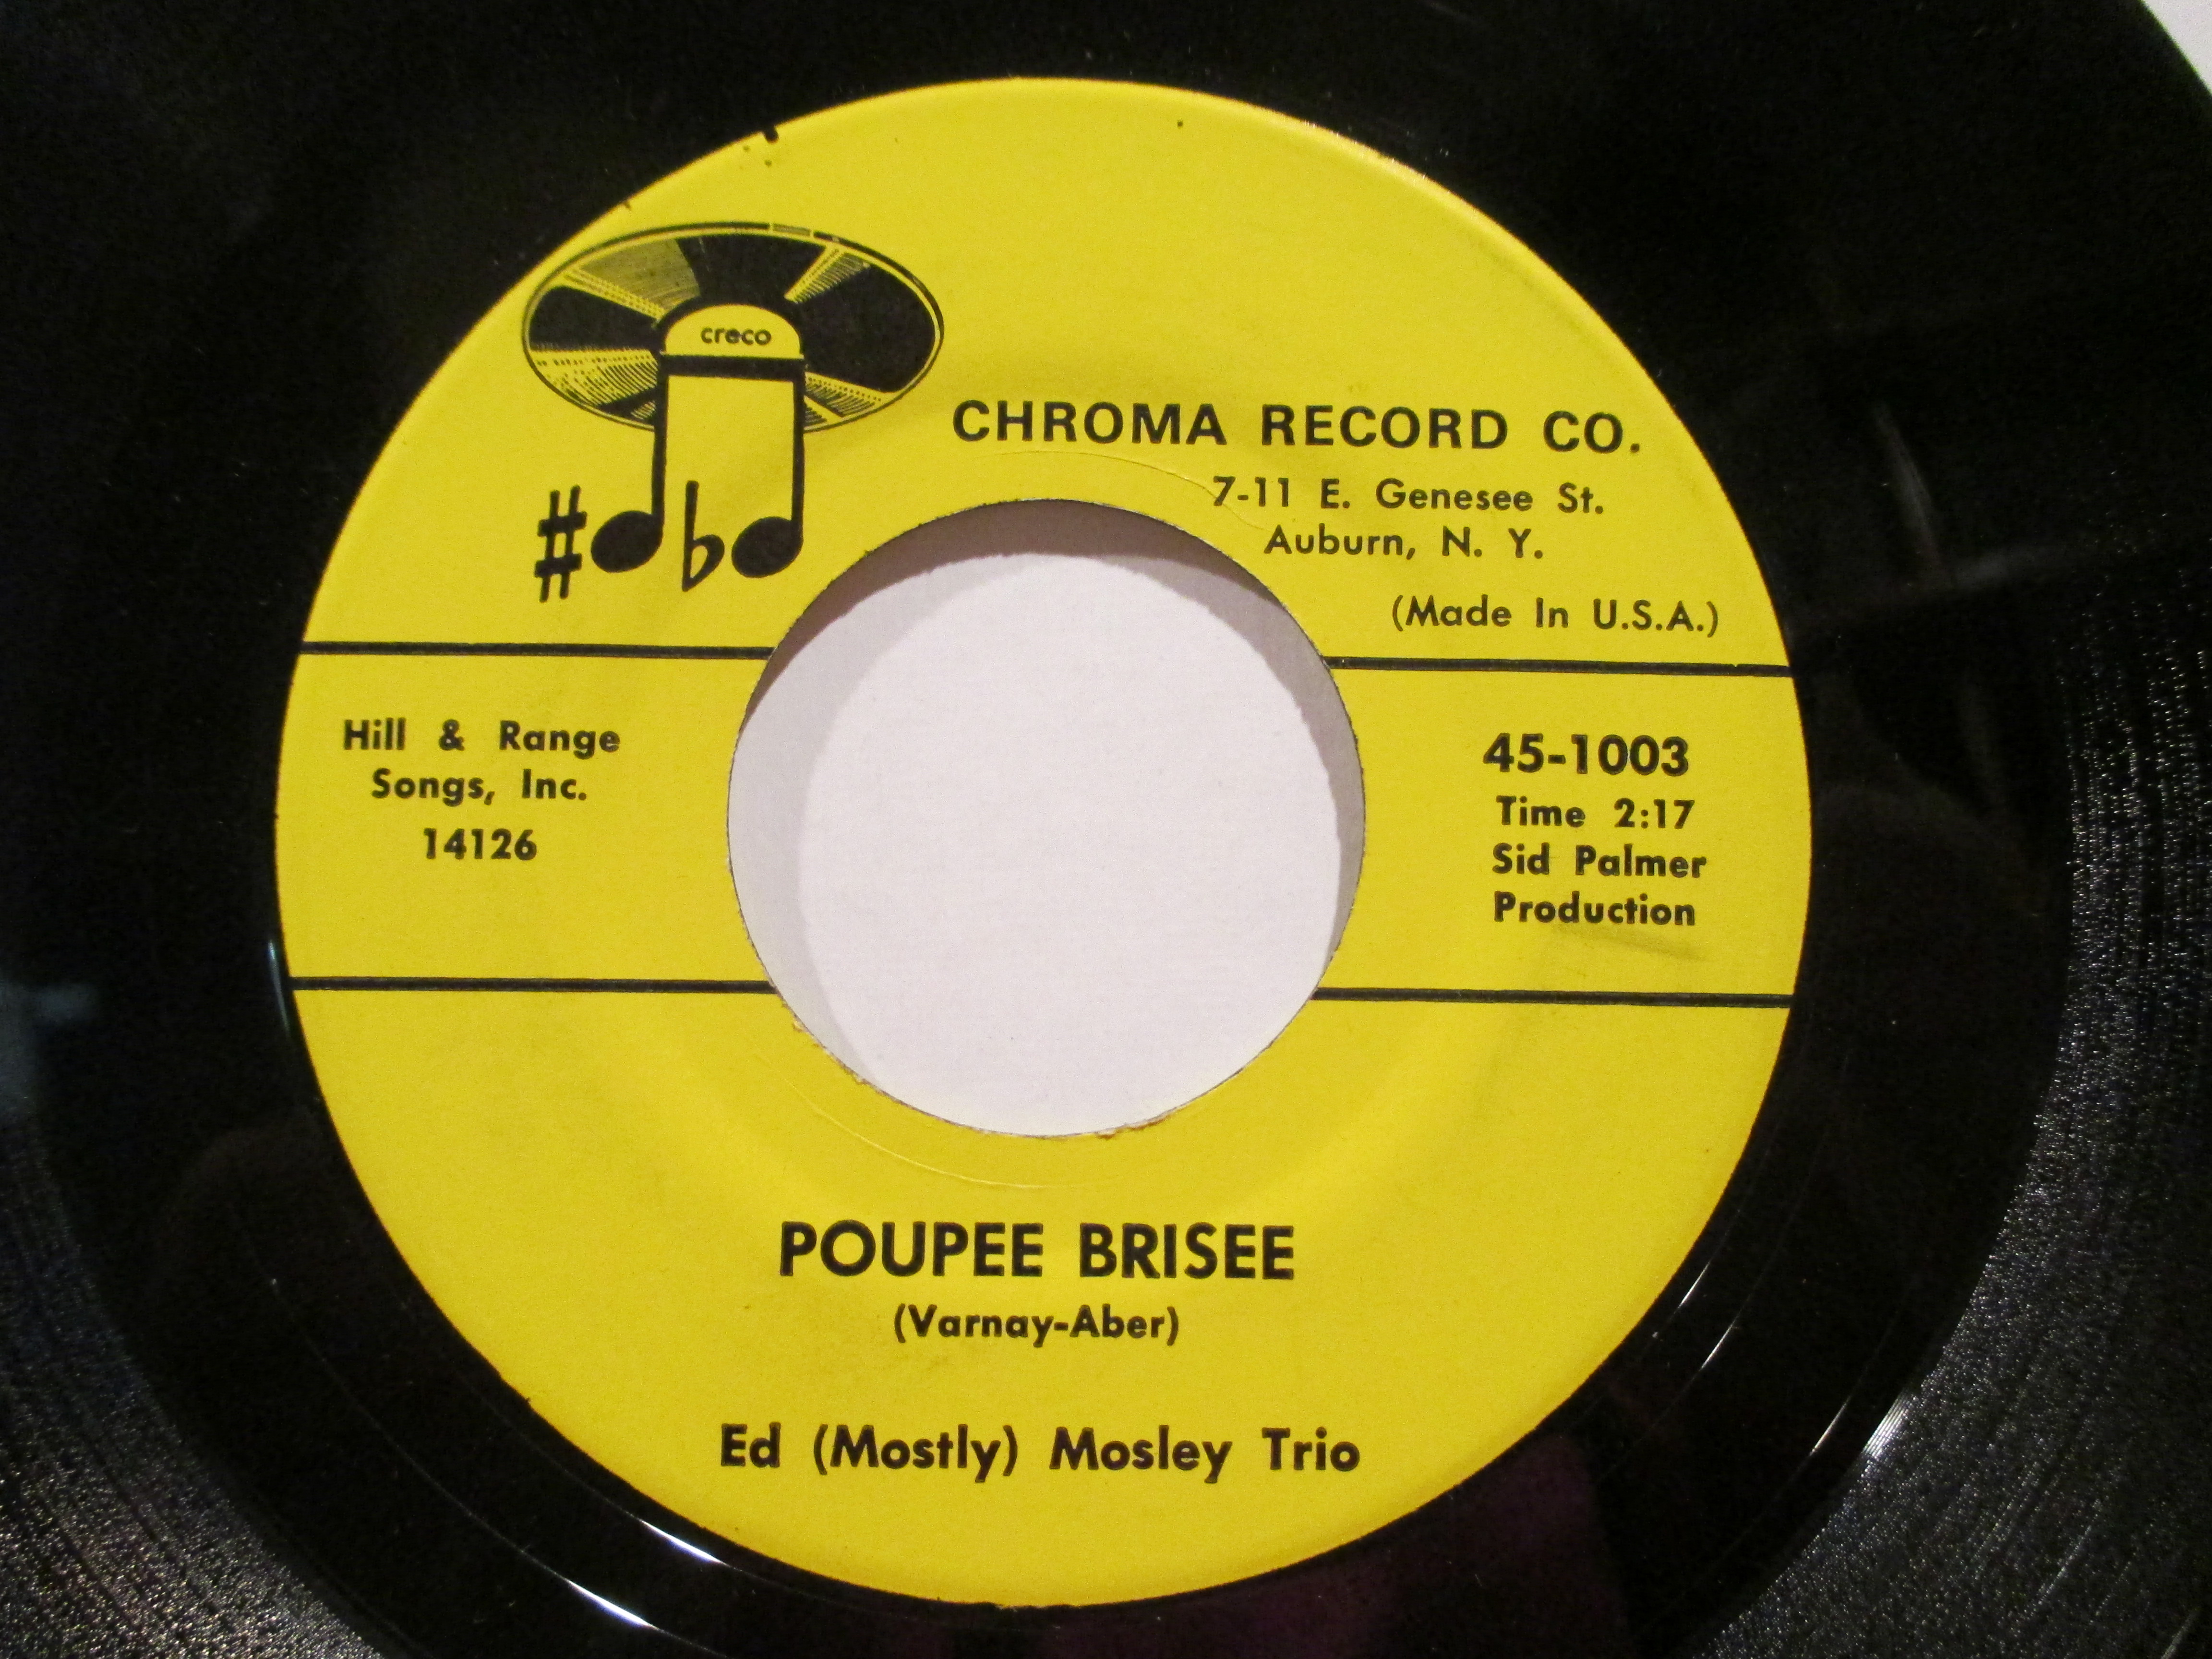 creco
CHROMA RECORD CO.
7-11 E. Genesee St.
Auburn, N. Y.
(Made In U.S.A.)
Hill & Range
Songs, Inc.
14126
45-1003
Time 2:17
Sid Palmer
Production
POUPEE BRISEE
(Varnay-Aber)
Ed (Mostly) Mosley Trio